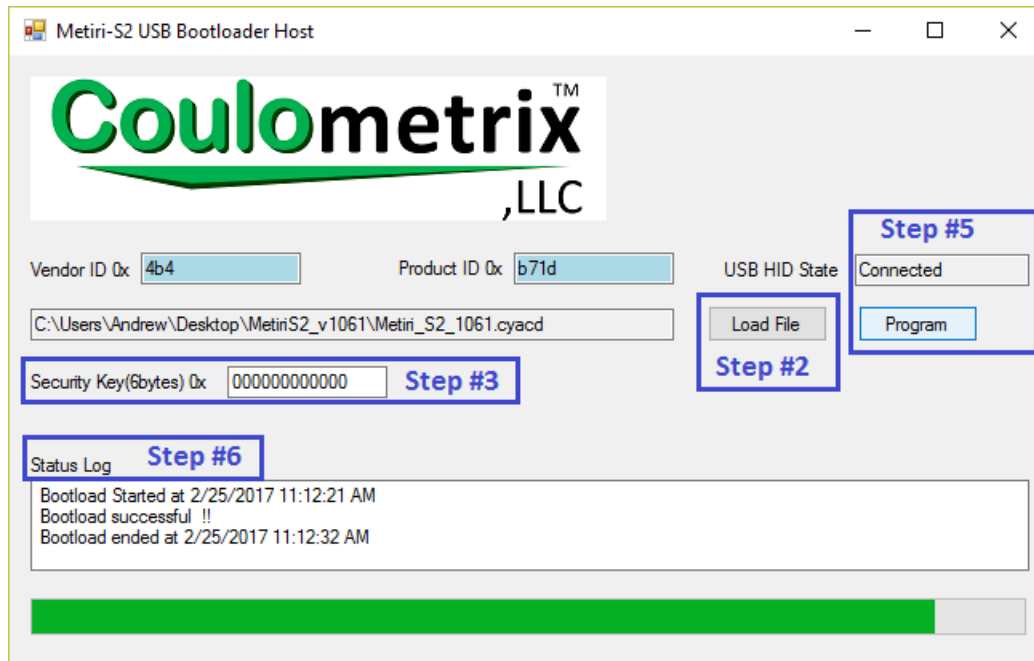 Metiri-S2 USB Bootloader Host
Coulometrix™
,LLC
Step #5
Vendor ID 0x 4b4 Product ID 0x b71d USB HID State Connected
C:\Users\Andrew\Desktop\MetiriS2_v1061\Metiri_S2_1061.cyacd Load File Program
Step #2
Security Key(6bytes) 0x 000000000000 Step #3
Status Log Step #6
Bootload Started at 2/25/2017 11:12:21 AM
Bootload successful !!
Bootload ended at 2/25/2017 11:12:32 AM